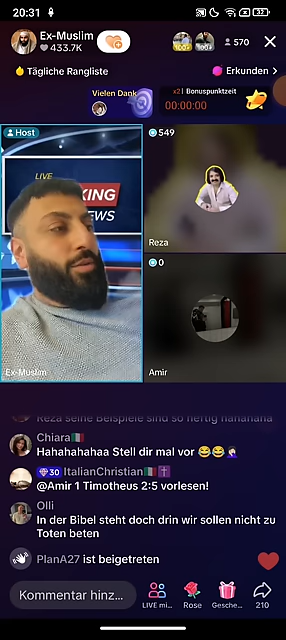 20:31
32
Ex-Muslim
433.7K
100+
100+
570
Tägliche Rangliste
Erkunden >
Vielen Dank
x2 | Bonuspunktzeit
00:00:00
Host
549
LIVE
KING
NEWS
Reza
0
Ex-Muslim
Amir
Reza seine Beispiele sind so heftig hahahaha
Chiara🇮🇹
Hahahahahaa Stell dir mal vor 😂😂🤦🏻‍♀️
30 ItalianChristian🇮🇹✝️
@Amir 1 Timotheus 2:5 vorlesen!
Olli
In der Bibel steht doch drin wir sollen nicht zu
Toten beten
PlanA27 ist beigetreten
Kommentar hinz...
LIVE mi...
Rose
Gesche...
210